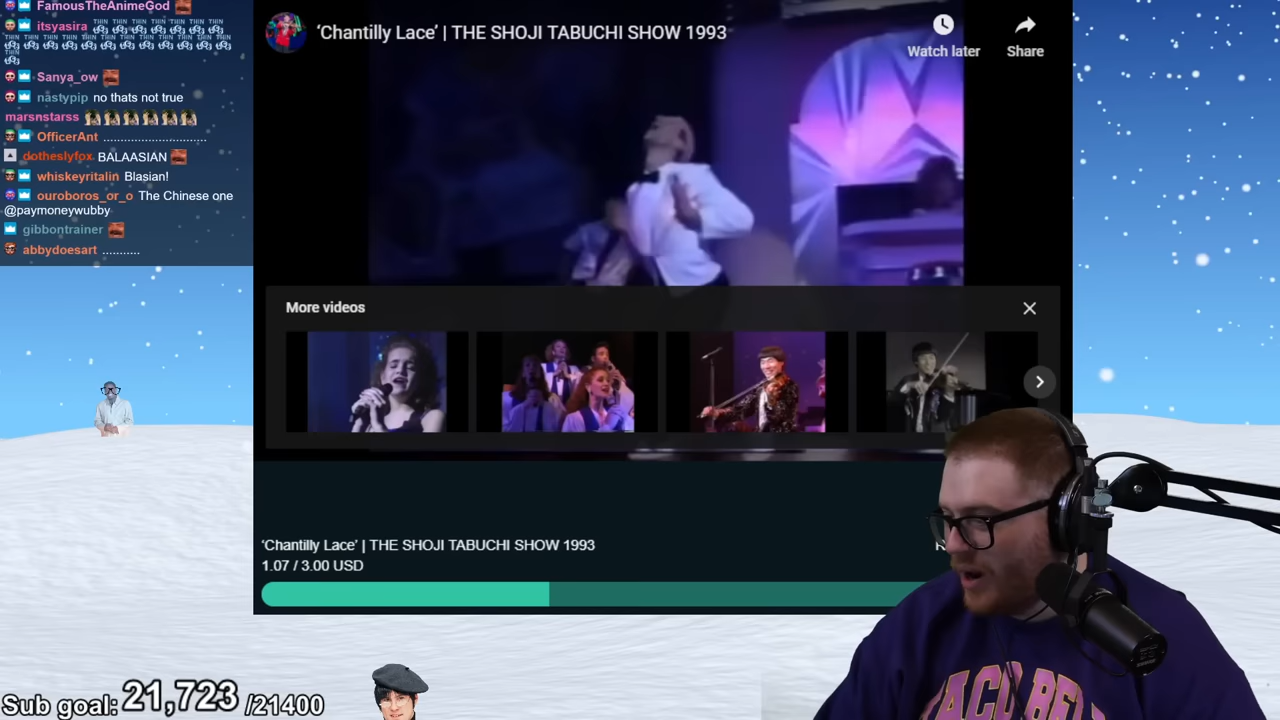 FamousTheAnimeGod
itsyasira
Sanya_ow
nastypip no thats not true
marsnstarss
OfficerAnt ............................
dotheslyfox BALAASIAN
whiskeyritalin Blasian!
ouroboros_or_o The Chinese one
@paymoneywubby
gibbontrainer
abbydoesart ...........
‘Chantilly Lace’ | THE SHOJI TABUCHI SHOW 1993
Watch later
Share
More videos
‘Chantilly Lace’ | THE SHOJI TABUCHI SHOW 1993
1.07 / 3.00 USD
TACO BELL
Sub goal: 21,723 /21400